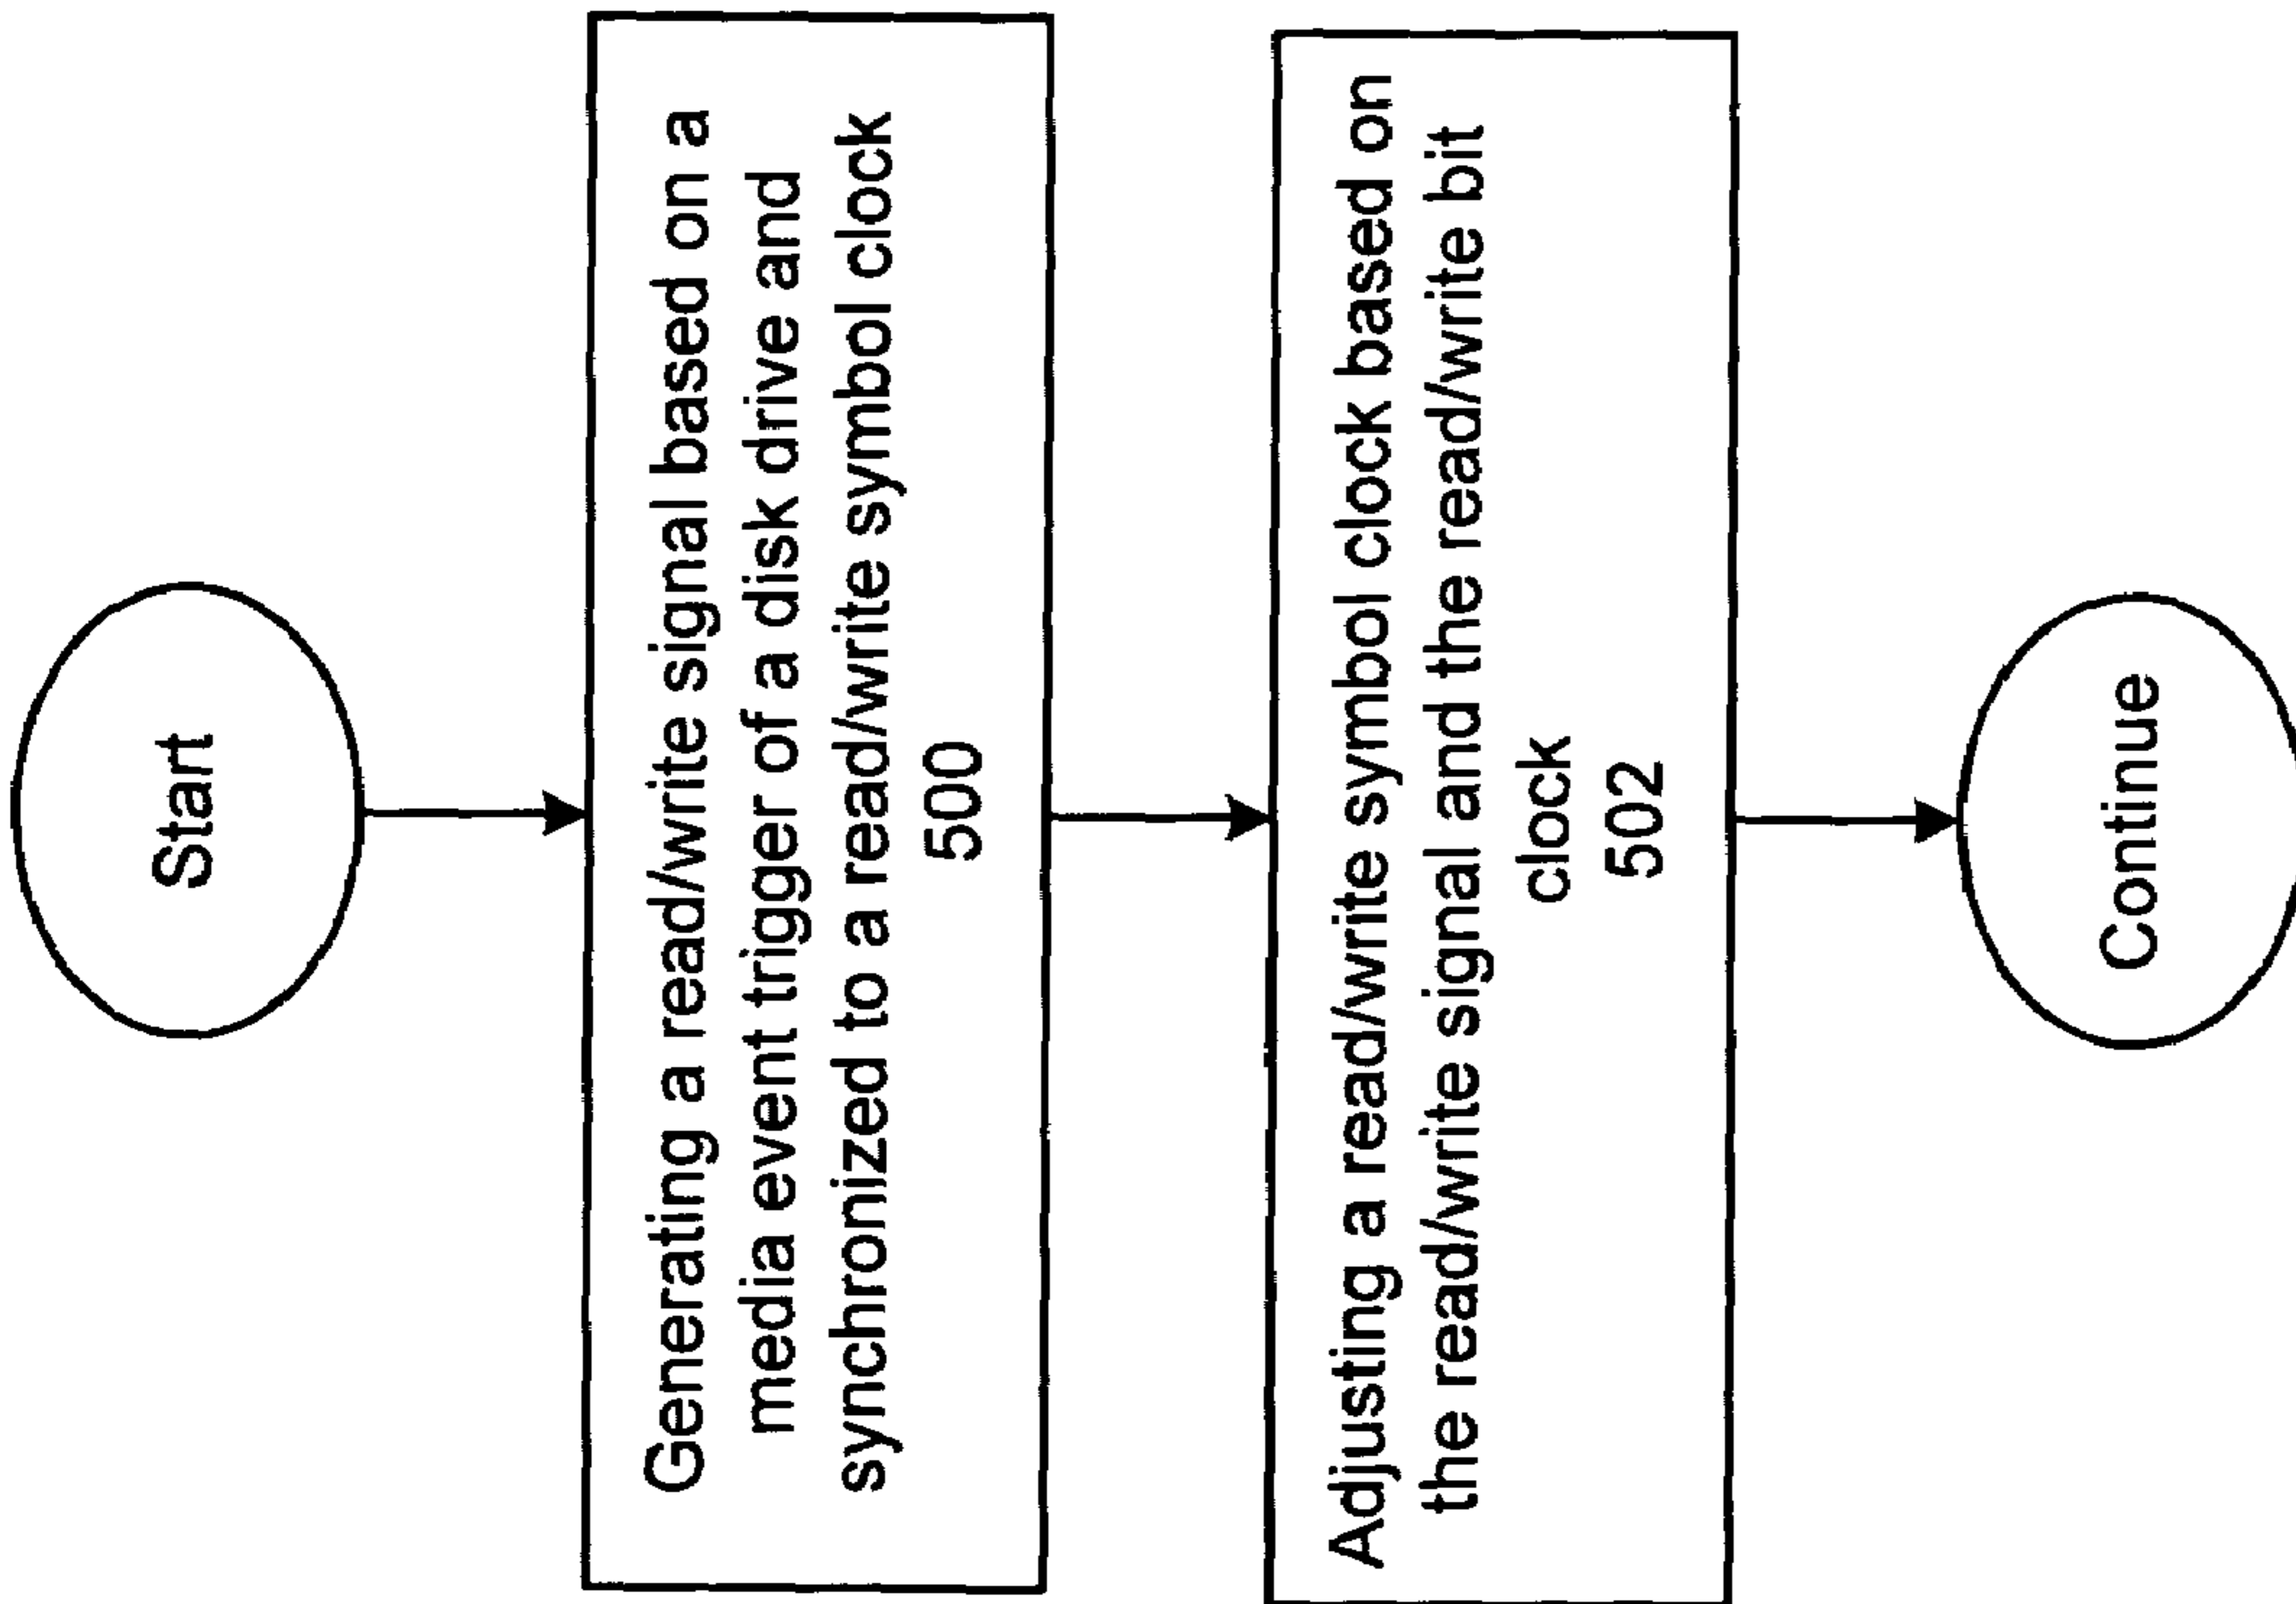 Start
Generating a read/write signal based on a
media event trigger of a disk drive and
synchronized to a read/write symbol clock
500
Adjusting a read/write symbol clock based on
the read/write signal and the read/write bit
clock
502
Continue